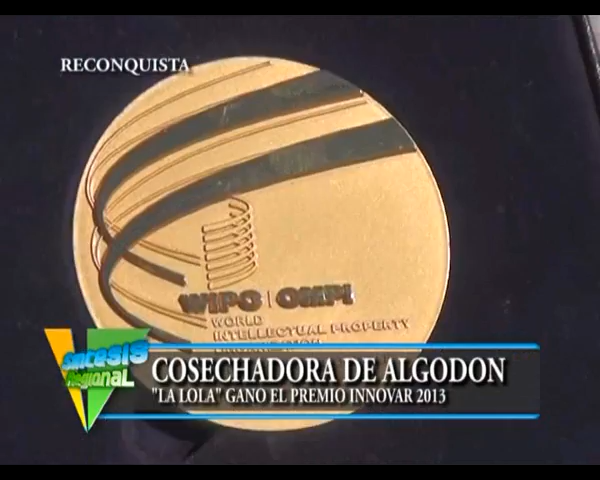 RECONQUISTA
WIPO | OMPI
WORLD
INTELLECTUAL PROPERTY
Síntesis
Regional
COSECHADORA DE ALGODON
"LA LOLA" GANO EL PREMIO INNOVAR 2013